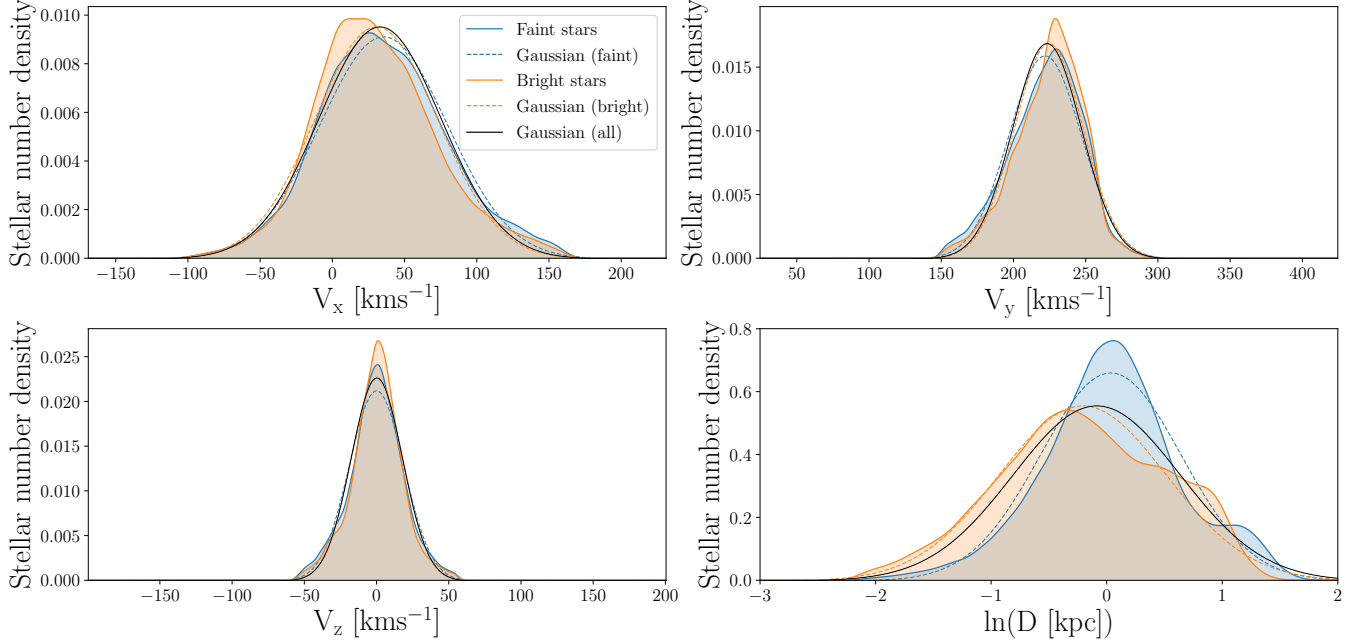 Stellar number density
0.010
0.008
0.006
0.004
0.002
0.000
−150 −100 −50 0 50 100 150 200
V_x [kms⁻¹]
Faint stars
Gaussian (faint)
Bright stars
Gaussian (bright)
Gaussian (all)
Stellar number density
0.015
0.010
0.005
0.000
50 100 150 200 250 300 350 400
V_y [kms⁻¹]
Stellar number density
0.025
0.020
0.015
0.010
0.005
0.000
−150 −100 −50 0 50 100 150 200
V_z [kms⁻¹]
Stellar number density
0.8
0.6
0.4
0.2
0.0
−3 −2 −1 0 1 2
ln(D [kpc])